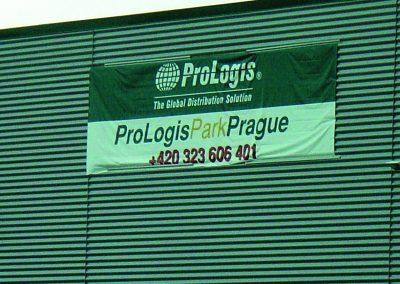 ProLogis®
The Global Distribution Solution
ProLogisParkPrague
+420 323 606 401